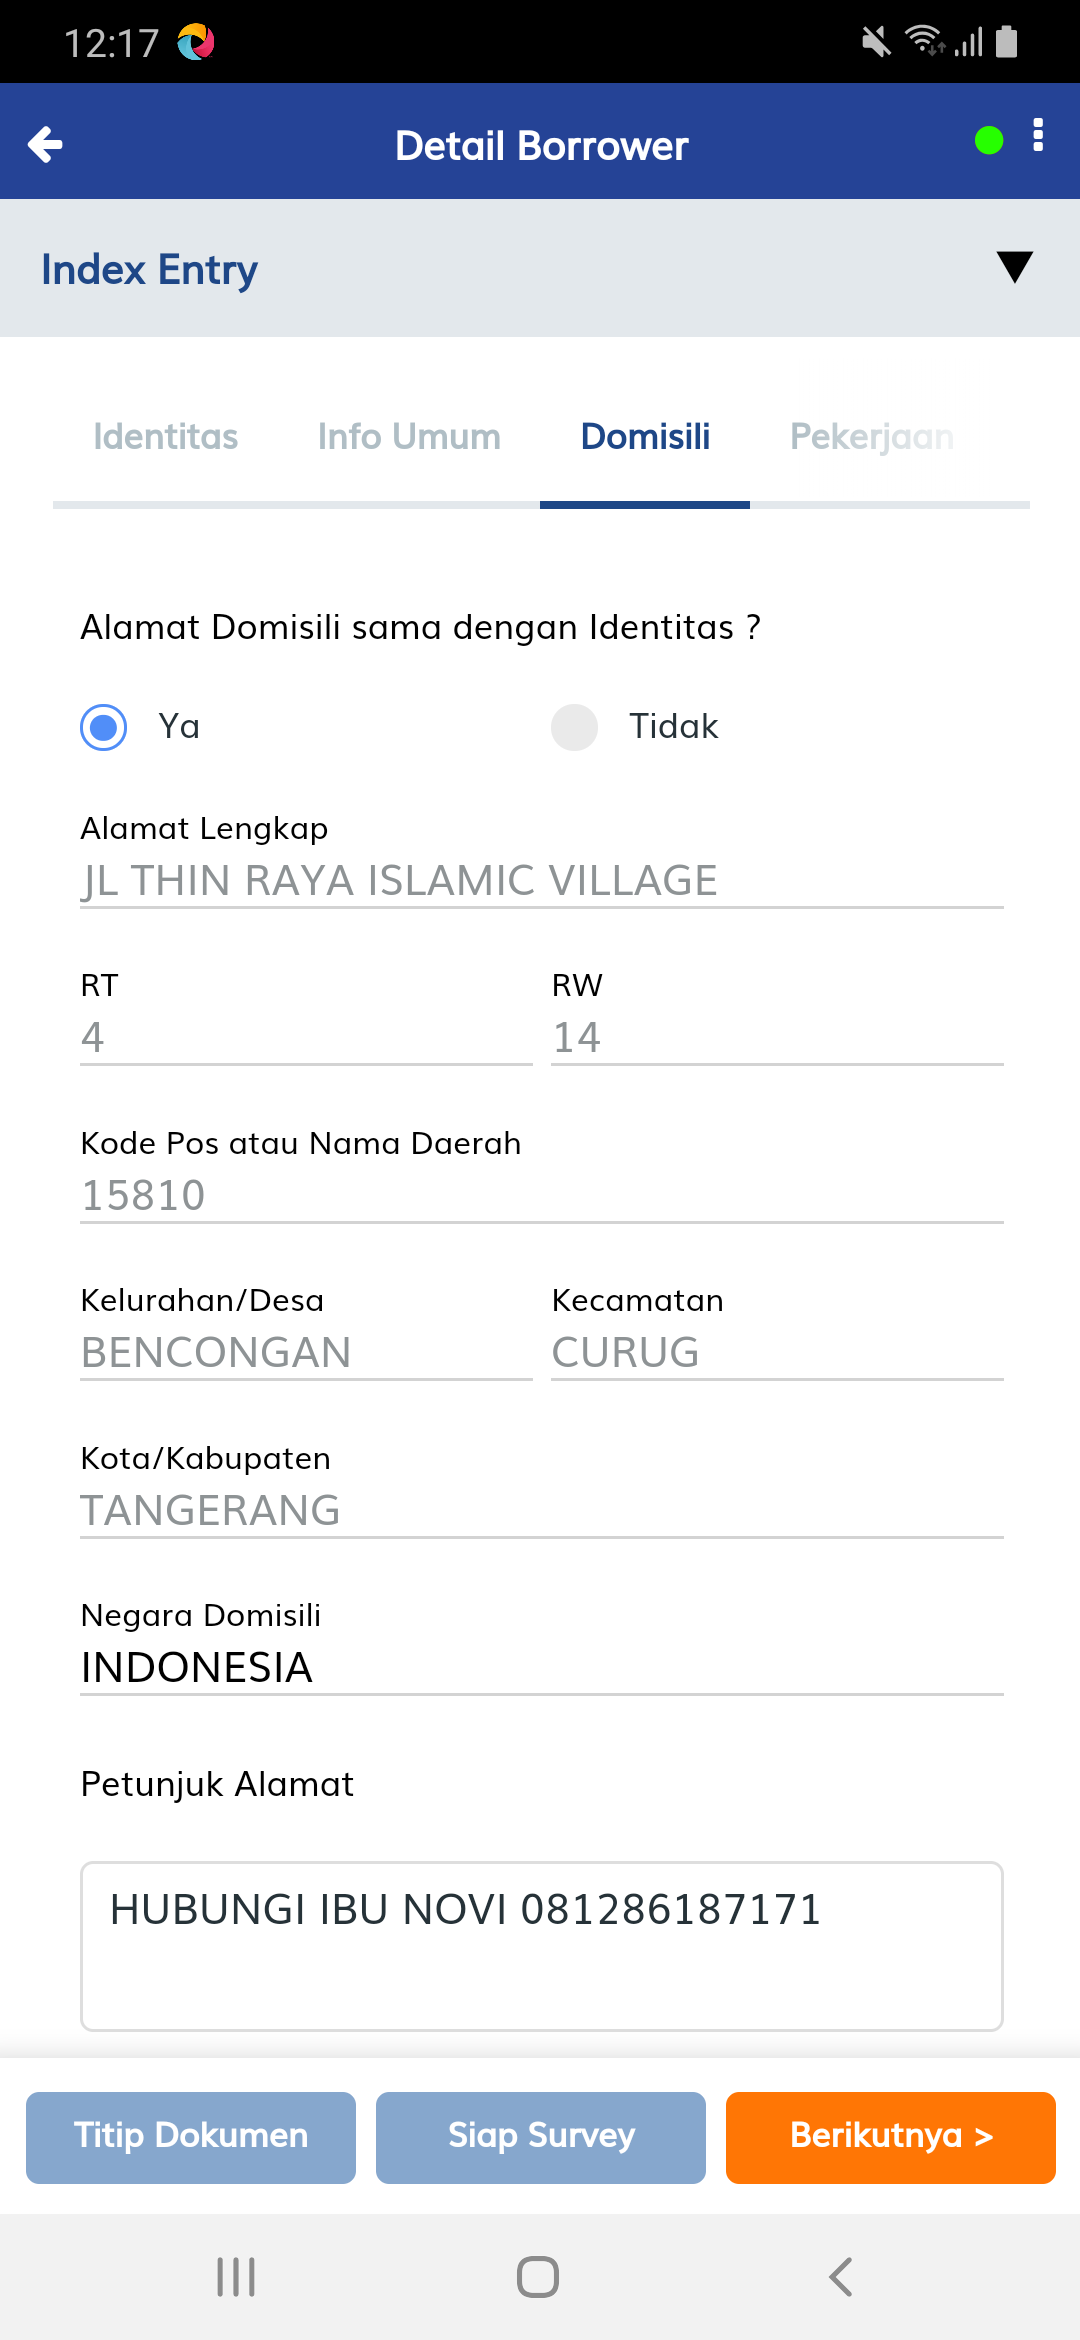 12:17
Detail Borrower
Index Entry
Identitas Info Umum Domisili Pekerjaan
Alamat Domisili sama dengan Identitas ?
Ya Tidak
Alamat Lengkap
JL THIN RAYA ISLAMIC VILLAGE
RT RW
4 14
Kode Pos atau Nama Daerah
15810
Kelurahan/Desa Kecamatan
BENCONGAN CURUG
Kota/Kabupaten
TANGERANG
Negara Domisili
INDONESIA
Petunjuk Alamat
HUBUNGI IBU NOVI 081286187171
Titip Dokumen Siap Survey Berikutnya >